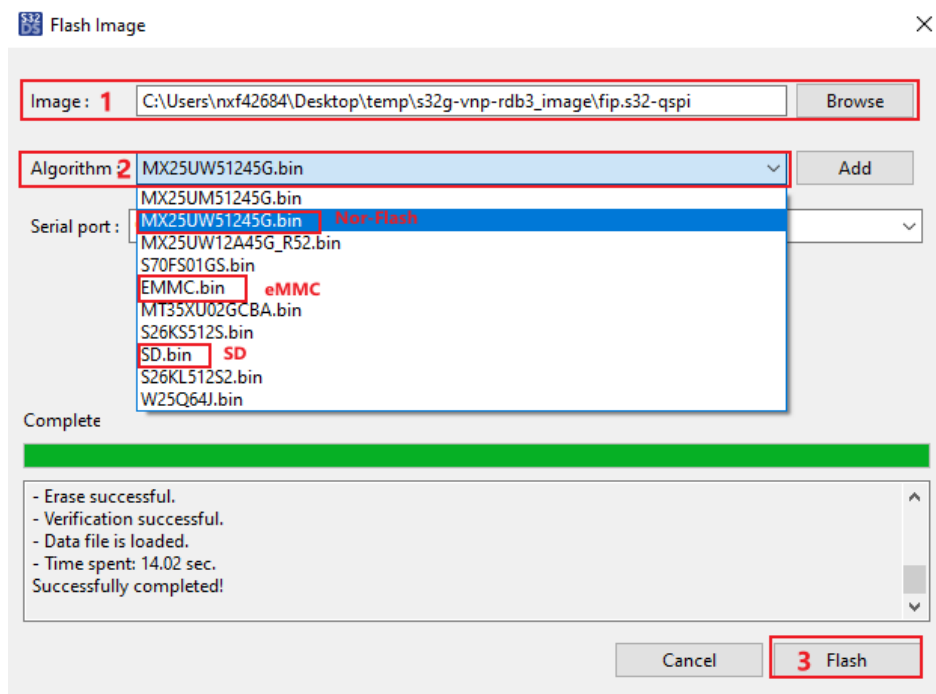 S32 DS Flash Image
Image : 1 C:\Users\nxf42684\Desktop\temp\s32g-vnp-rdb3_image\fip.s32-qspi Browse
Algorithm : 2 MX25UW51245G.bin Add
MX25UM51245G.bin
Serial port : MX25UW51245G.bin Nor-Flash
MX25UW12A45G_R52.bin
S70FS01GS.bin
EMMC.bin eMMC
MT35XU02GCBA.bin
S26KS512S.bin
SD.bin SD
S26KL512S2.bin
W25Q64J.bin
Complete
- Erase successful.
- Verification successful.
- Data file is loaded.
- Time spent: 14.02 sec.
Successfully completed!
Cancel 3 Flash